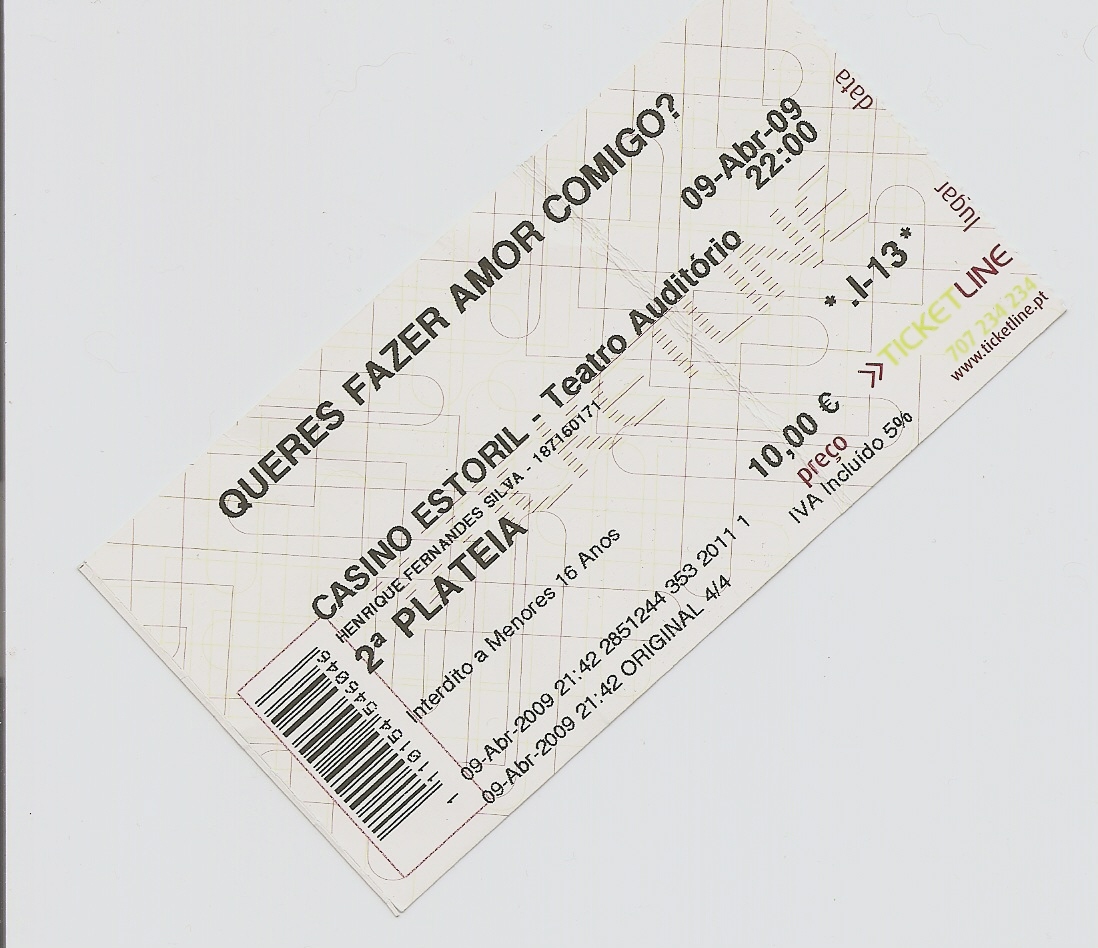 QUERES FAZER AMOR COMIGO?
data
09-Abr-09
22:00
CASINO ESTORIL - Teatro Auditório
HENRIQUE FERNANDES SILVA - 187160171
2ª PLATEIA
lugar
* .I-13*
Interdito a Menores 16 Anos
10,00 €
preço
IVA Incluído 5%
TICKETLINE
707 234 234
www.ticketline.pt
09-Abr-2009 21:42 2851244 353 2011 1
09-Abr-2009 21:42 ORIGINAL 4/4